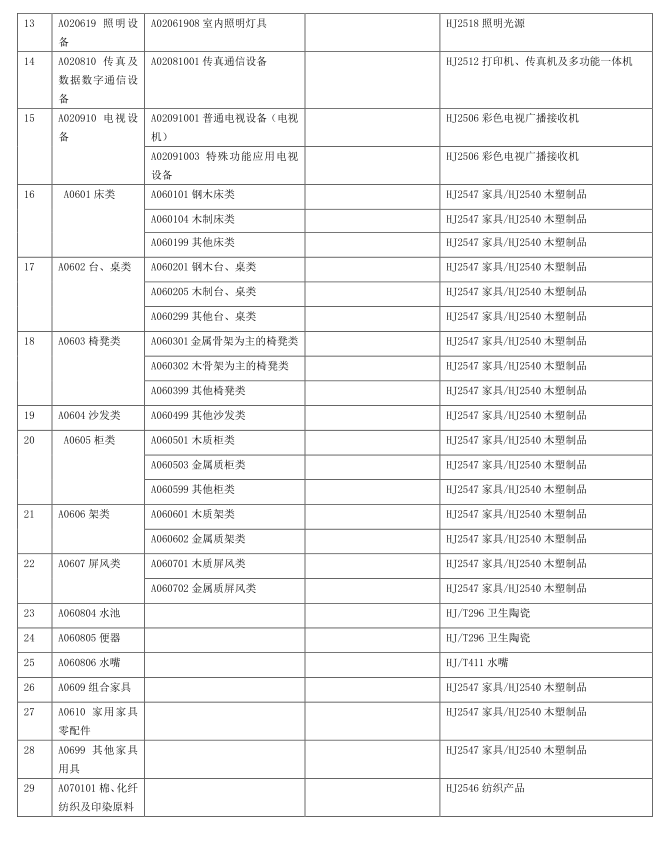 13 A020619 照明设备 A02061908 室内照明灯具 HJ2518 照明光源
14 A020810 传真及数据数字通信设备 A02081001 传真通信设备 HJ2512 打印机、传真机及多功能一体机
15 A020910 电视设备 A02091001 普通电视设备（电视机） HJ2506 彩色电视广播接收机
A02091003 特殊功能应用电视设备 HJ2506 彩色电视广播接收机
16 A0601 床类 A060101 钢木床类 HJ2547 家具/HJ2540 木塑制品
A060104 木制床类 HJ2547 家具/HJ2540 木塑制品
A060199 其他床类 HJ2547 家具/HJ2540 木塑制品
17 A0602 台、桌类 A060201 钢木台、桌类 HJ2547 家具/HJ2540 木塑制品
A060205 木制台、桌类 HJ2547 家具/HJ2540 木塑制品
A060299 其他台、桌类 HJ2547 家具/HJ2540 木塑制品
18 A0603 椅凳类 A060301 金属骨架为主的椅凳类 HJ2547 家具/HJ2540 木塑制品
A060302 木骨架为主的椅凳类 HJ2547 家具/HJ2540 木塑制品
A060399 其他椅凳类 HJ2547 家具/HJ2540 木塑制品
19 A0604 沙发类 A060499 其他沙发类 HJ2547 家具/HJ2540 木塑制品
20 A0605 柜类 A060501 木质柜类 HJ2547 家具/HJ2540 木塑制品
A060503 金属质柜类 HJ2547 家具/HJ2540 木塑制品
A060599 其他柜类 HJ2547 家具/HJ2540 木塑制品
21 A0606 架类 A060601 木质架类 HJ2547 家具/HJ2540 木塑制品
A060602 金属质架类 HJ2547 家具/HJ2540 木塑制品
22 A0607 屏风类 A060701 木质屏风类 HJ2547 家具/HJ2540 木塑制品
A060702 金属质屏风类 HJ2547 家具/HJ2540 木塑制品
23 A060804 水池 HJ/T296 卫生陶瓷
24 A060805 便器 HJ/T296 卫生陶瓷
25 A060806 水嘴 HJ/T411 水嘴
26 A0609 组合家具 HJ2547 家具/HJ2540 木塑制品
27 A0610 家用家具零配件 HJ2547 家具/HJ2540 木塑制品
28 A0699 其他家具用具 HJ2547 家具/HJ2540 木塑制品
29 A070101 棉、化纤纺织及印染原料 HJ2546 纺织产品